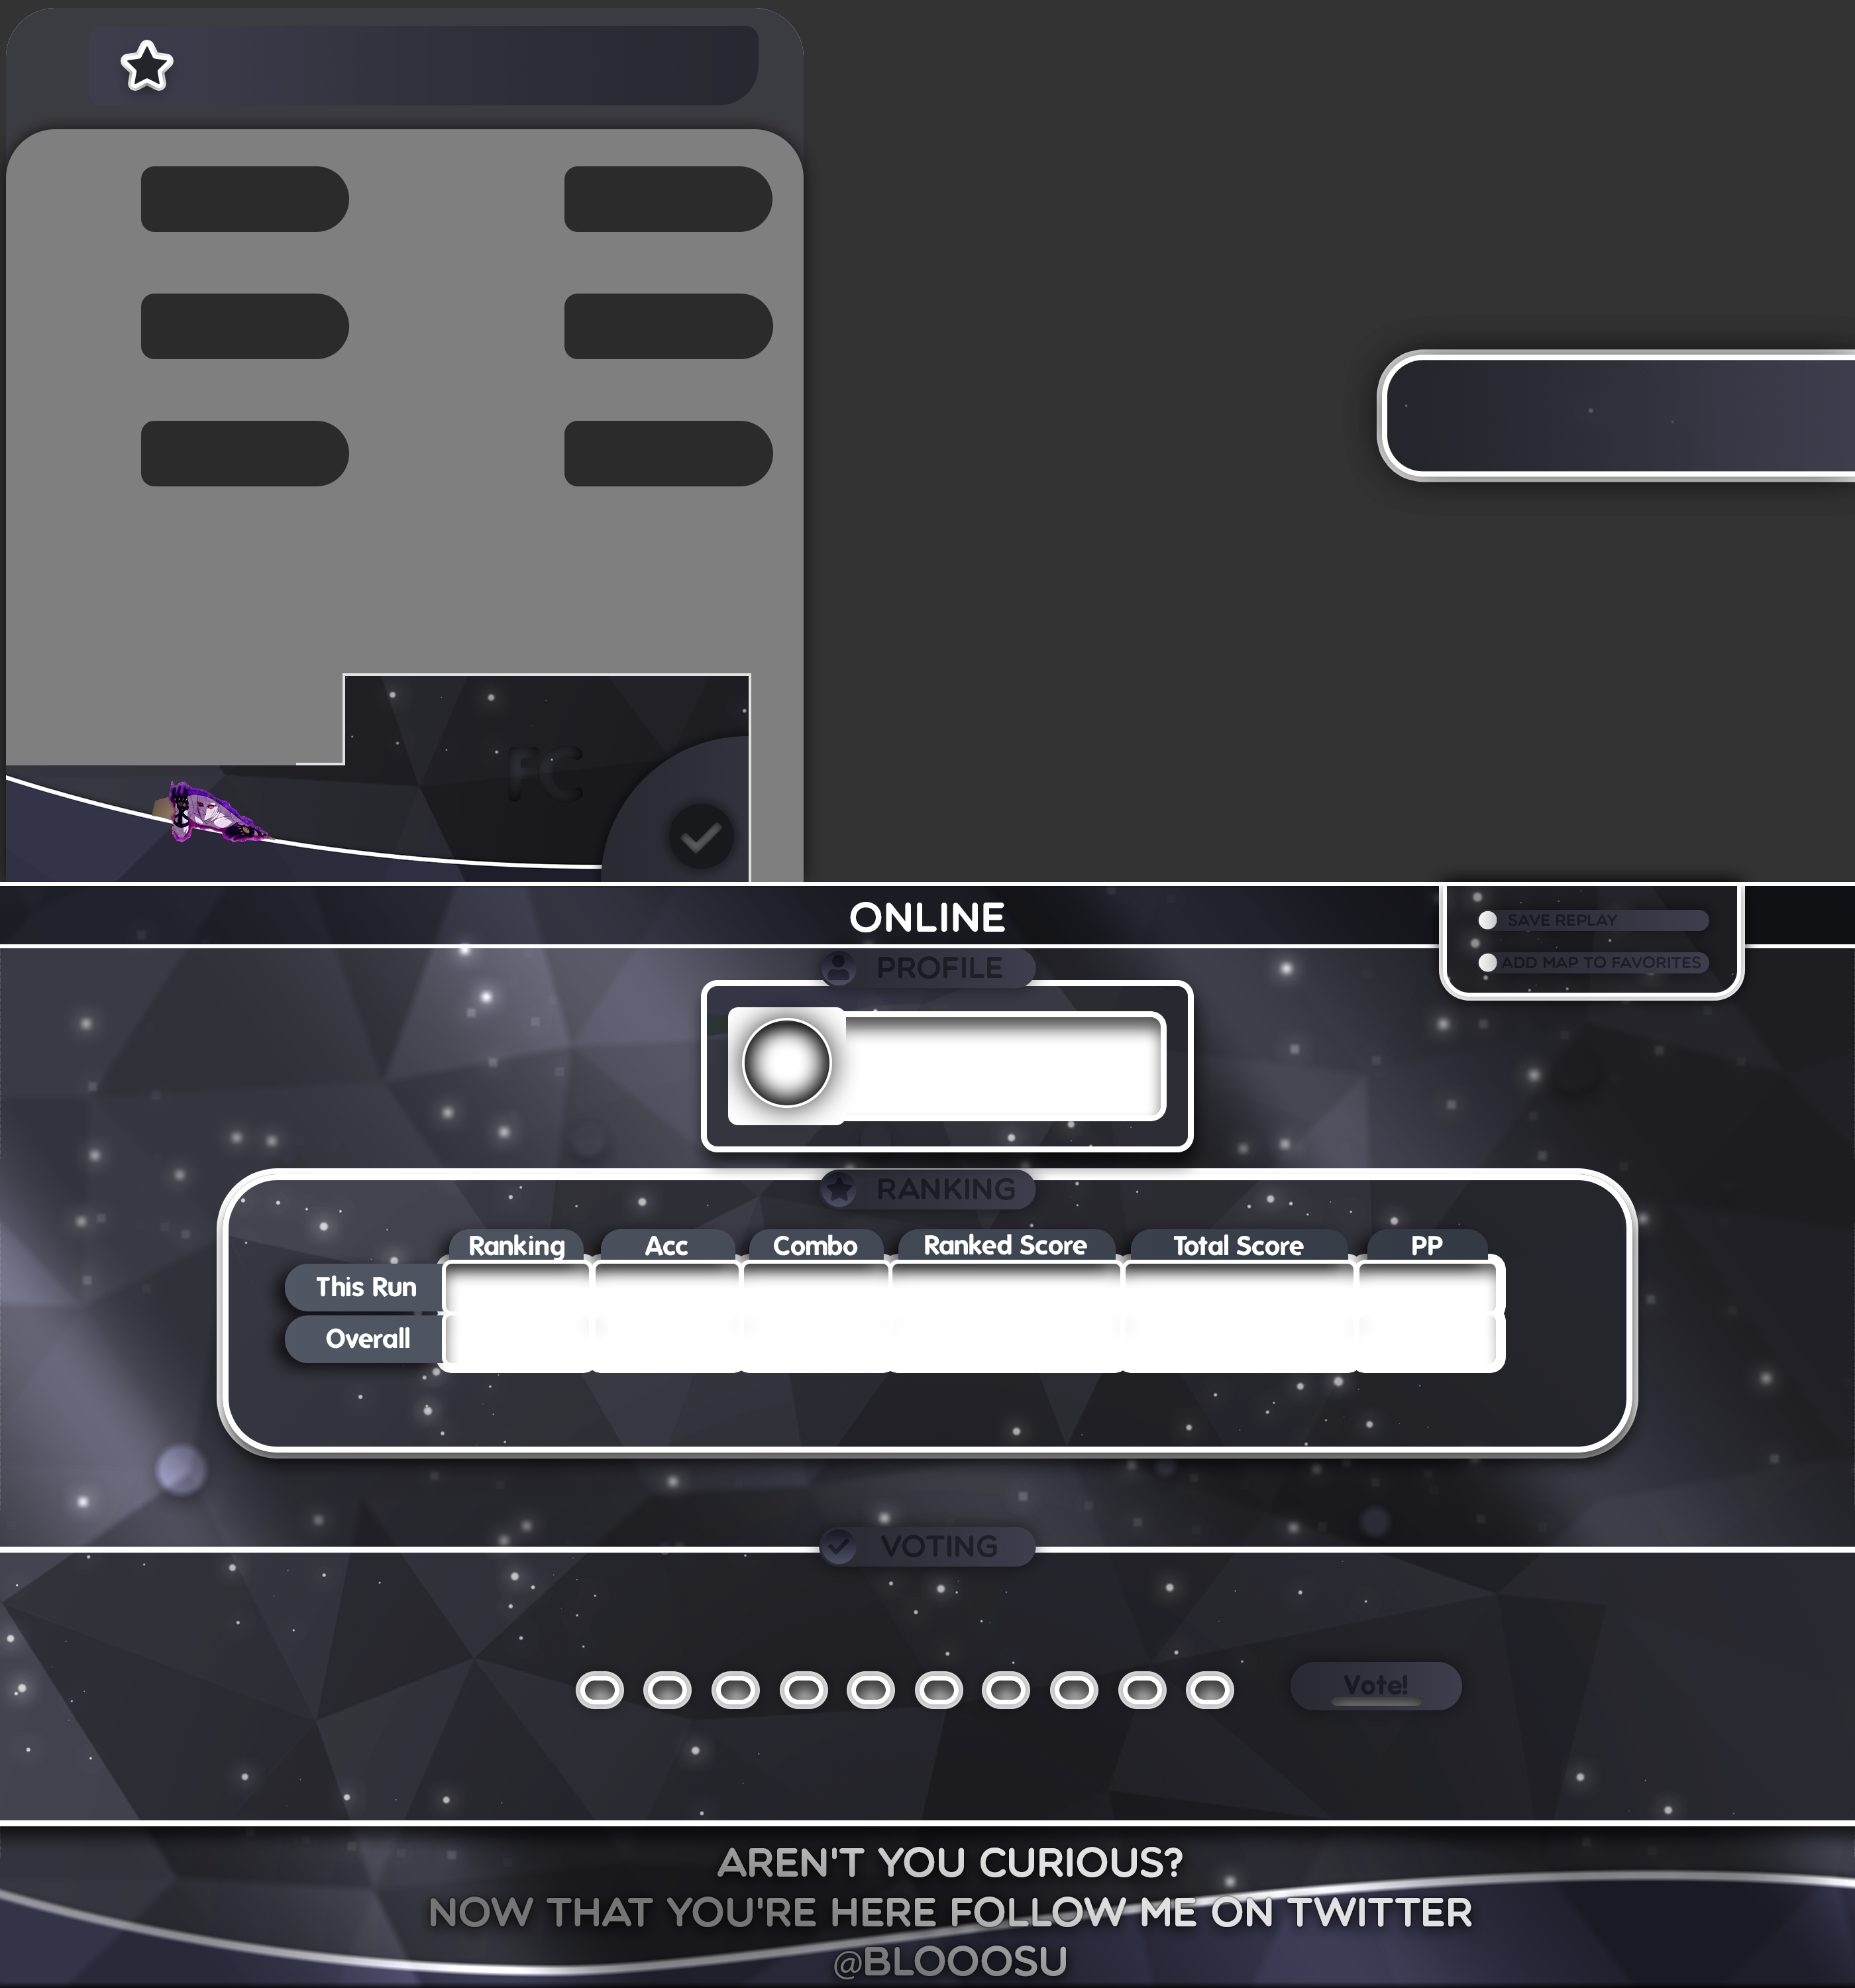 FC
ONLINE
SAVE REPLAY
ADD MAP TO FAVORITES
PROFILE
RANKING
Ranking Acc Combo Ranked Score Total Score PP
This Run
Overall
VOTING
Vote!
AREN'T YOU CURIOUS?
NOW THAT YOU'RE HERE FOLLOW ME ON TWITTER
@BLOOOSU